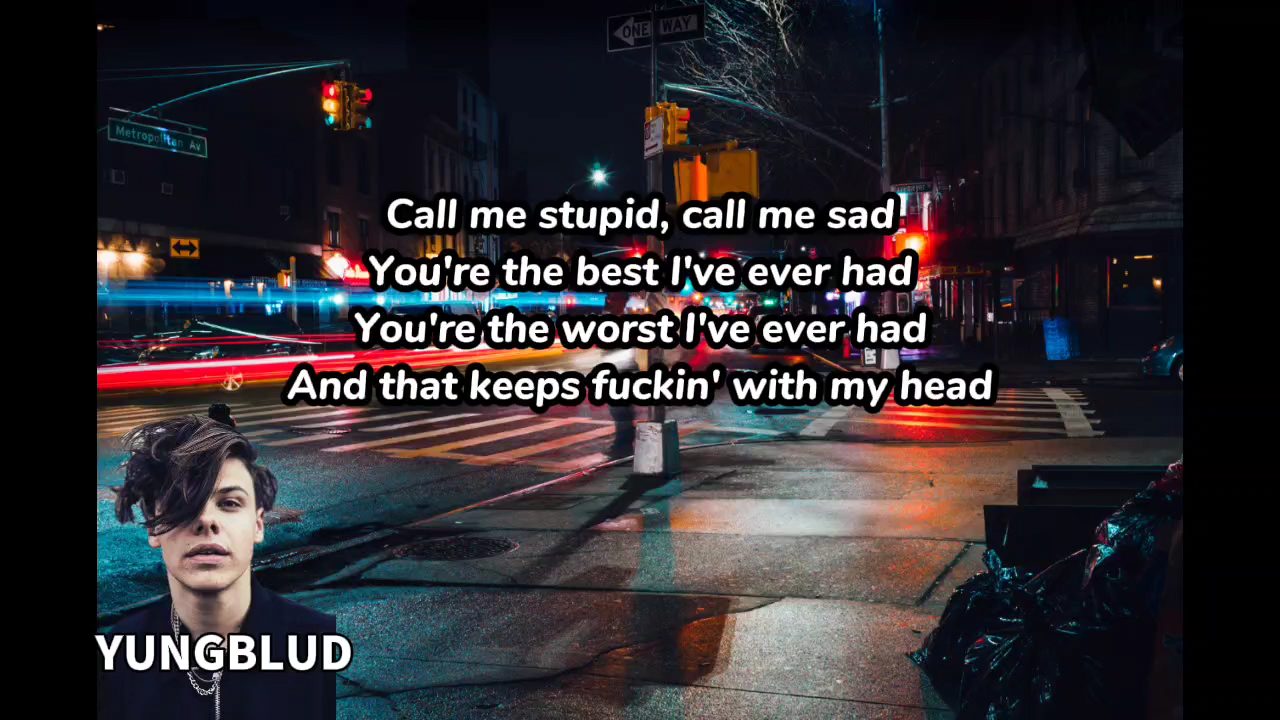 ONE WAY
Metropolitan Av
Call me stupid, call me sad
You're the best I've ever had
You're the worst I've ever had
And that keeps fuckin' with my head
YUNGBLUD